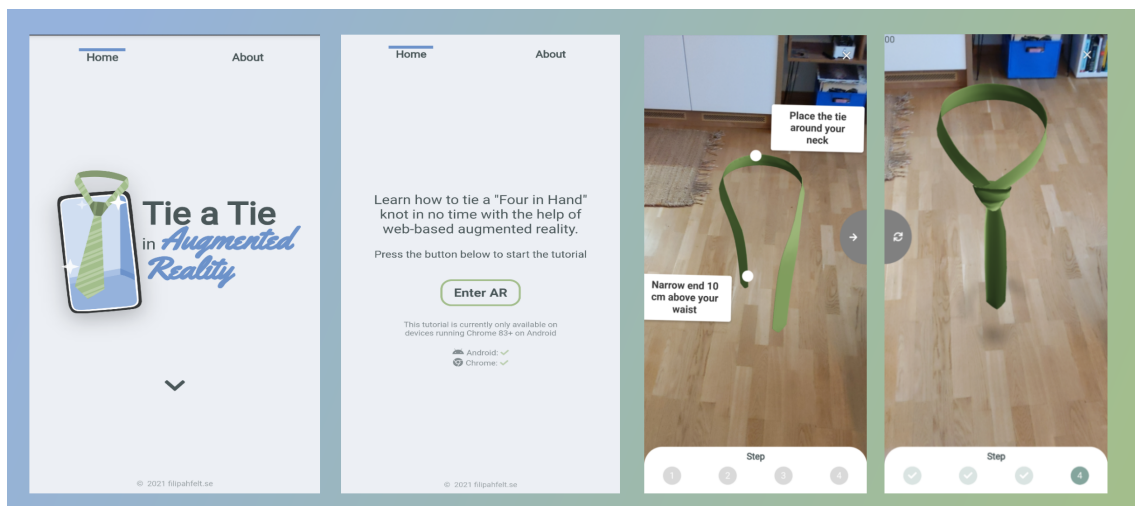 Home
About
Tie a Tie
in Augmented
Reality
© 2021 filipahfelt.se
Home
About
Learn how to tie a "Four in Hand"
knot in no time with the help of
web-based augmented reality.
Press the button below to start the tutorial
Enter AR
This tutorial is currently only available on
devices running Chrome 83+ on Android
Android:
Chrome:
© 2021 filipahfelt.se
Place the tie
around your
neck
Narrow end 10
cm above your
waist
Step
1 2 3 4
00
Step
4